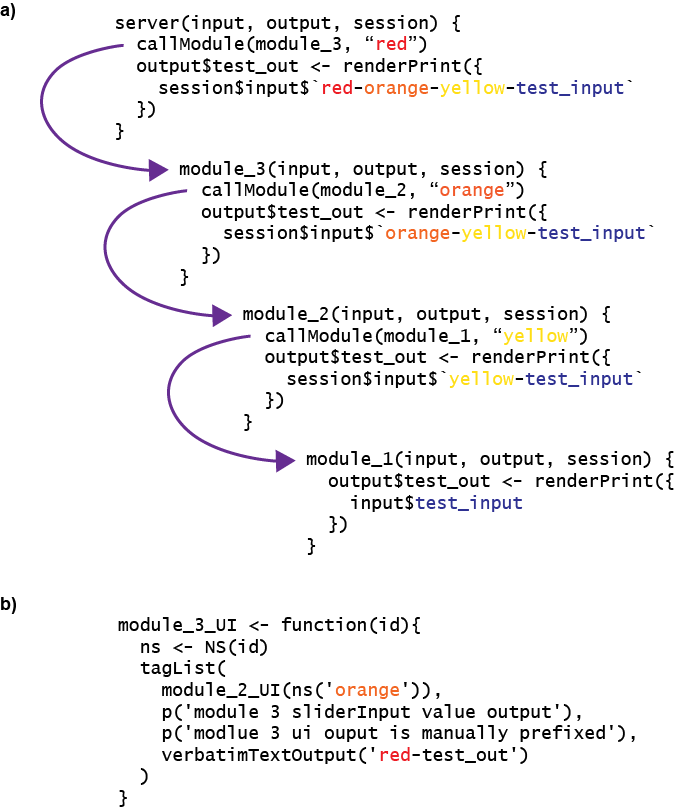 a)
server(input, output, session) {
callModule(module_3, “red”)
output$test_out <- renderPrint({
session$input$`red-orange-yellow-test_input`
})
}
module_3(input, output, session) {
callModule(module_2, “orange”)
output$test_out <- renderPrint({
session$input$`orange-yellow-test_input`
})
}
module_2(input, output, session) {
callModule(module_1, “yellow”)
output$test_out <- renderPrint({
session$input$`yellow-test_input`
})
}
module_1(input, output, session) {
output$test_out <- renderPrint({
input$test_input
})
}
b)
module_3_UI <- function(id){
ns <- NS(id)
tagList(
module_2_UI(ns('orange')),
p('module 3 sliderInput value output'),
p('modlue 3 ui ouput is manually prefixed'),
verbatimTextOutput('red-test_out')
)
}